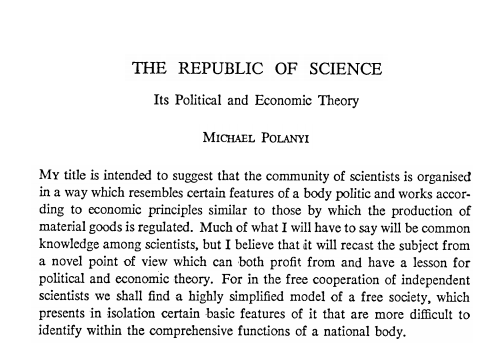 THE REPUBLIC OF SCIENCE
Its Political and Economic Theory
MICHAEL POLANYI
MY title is intended to suggest that the community of scientists is organised
in a way which resembles certain features of a body politic and works accor-
ding to economic principles similar to those by which the production of
material goods is regulated. Much of what I will have to say will be common
knowledge among scientists, but I believe that it will recast the subject from
a novel point of view which can both profit from and have a lesson for
political and economic theory. For in the free cooperation of independent
scientists we shall find a highly simplified model of a free society, which
presents in isolation certain basic features of it that are more difficult to
identify within the comprehensive functions of a national body.